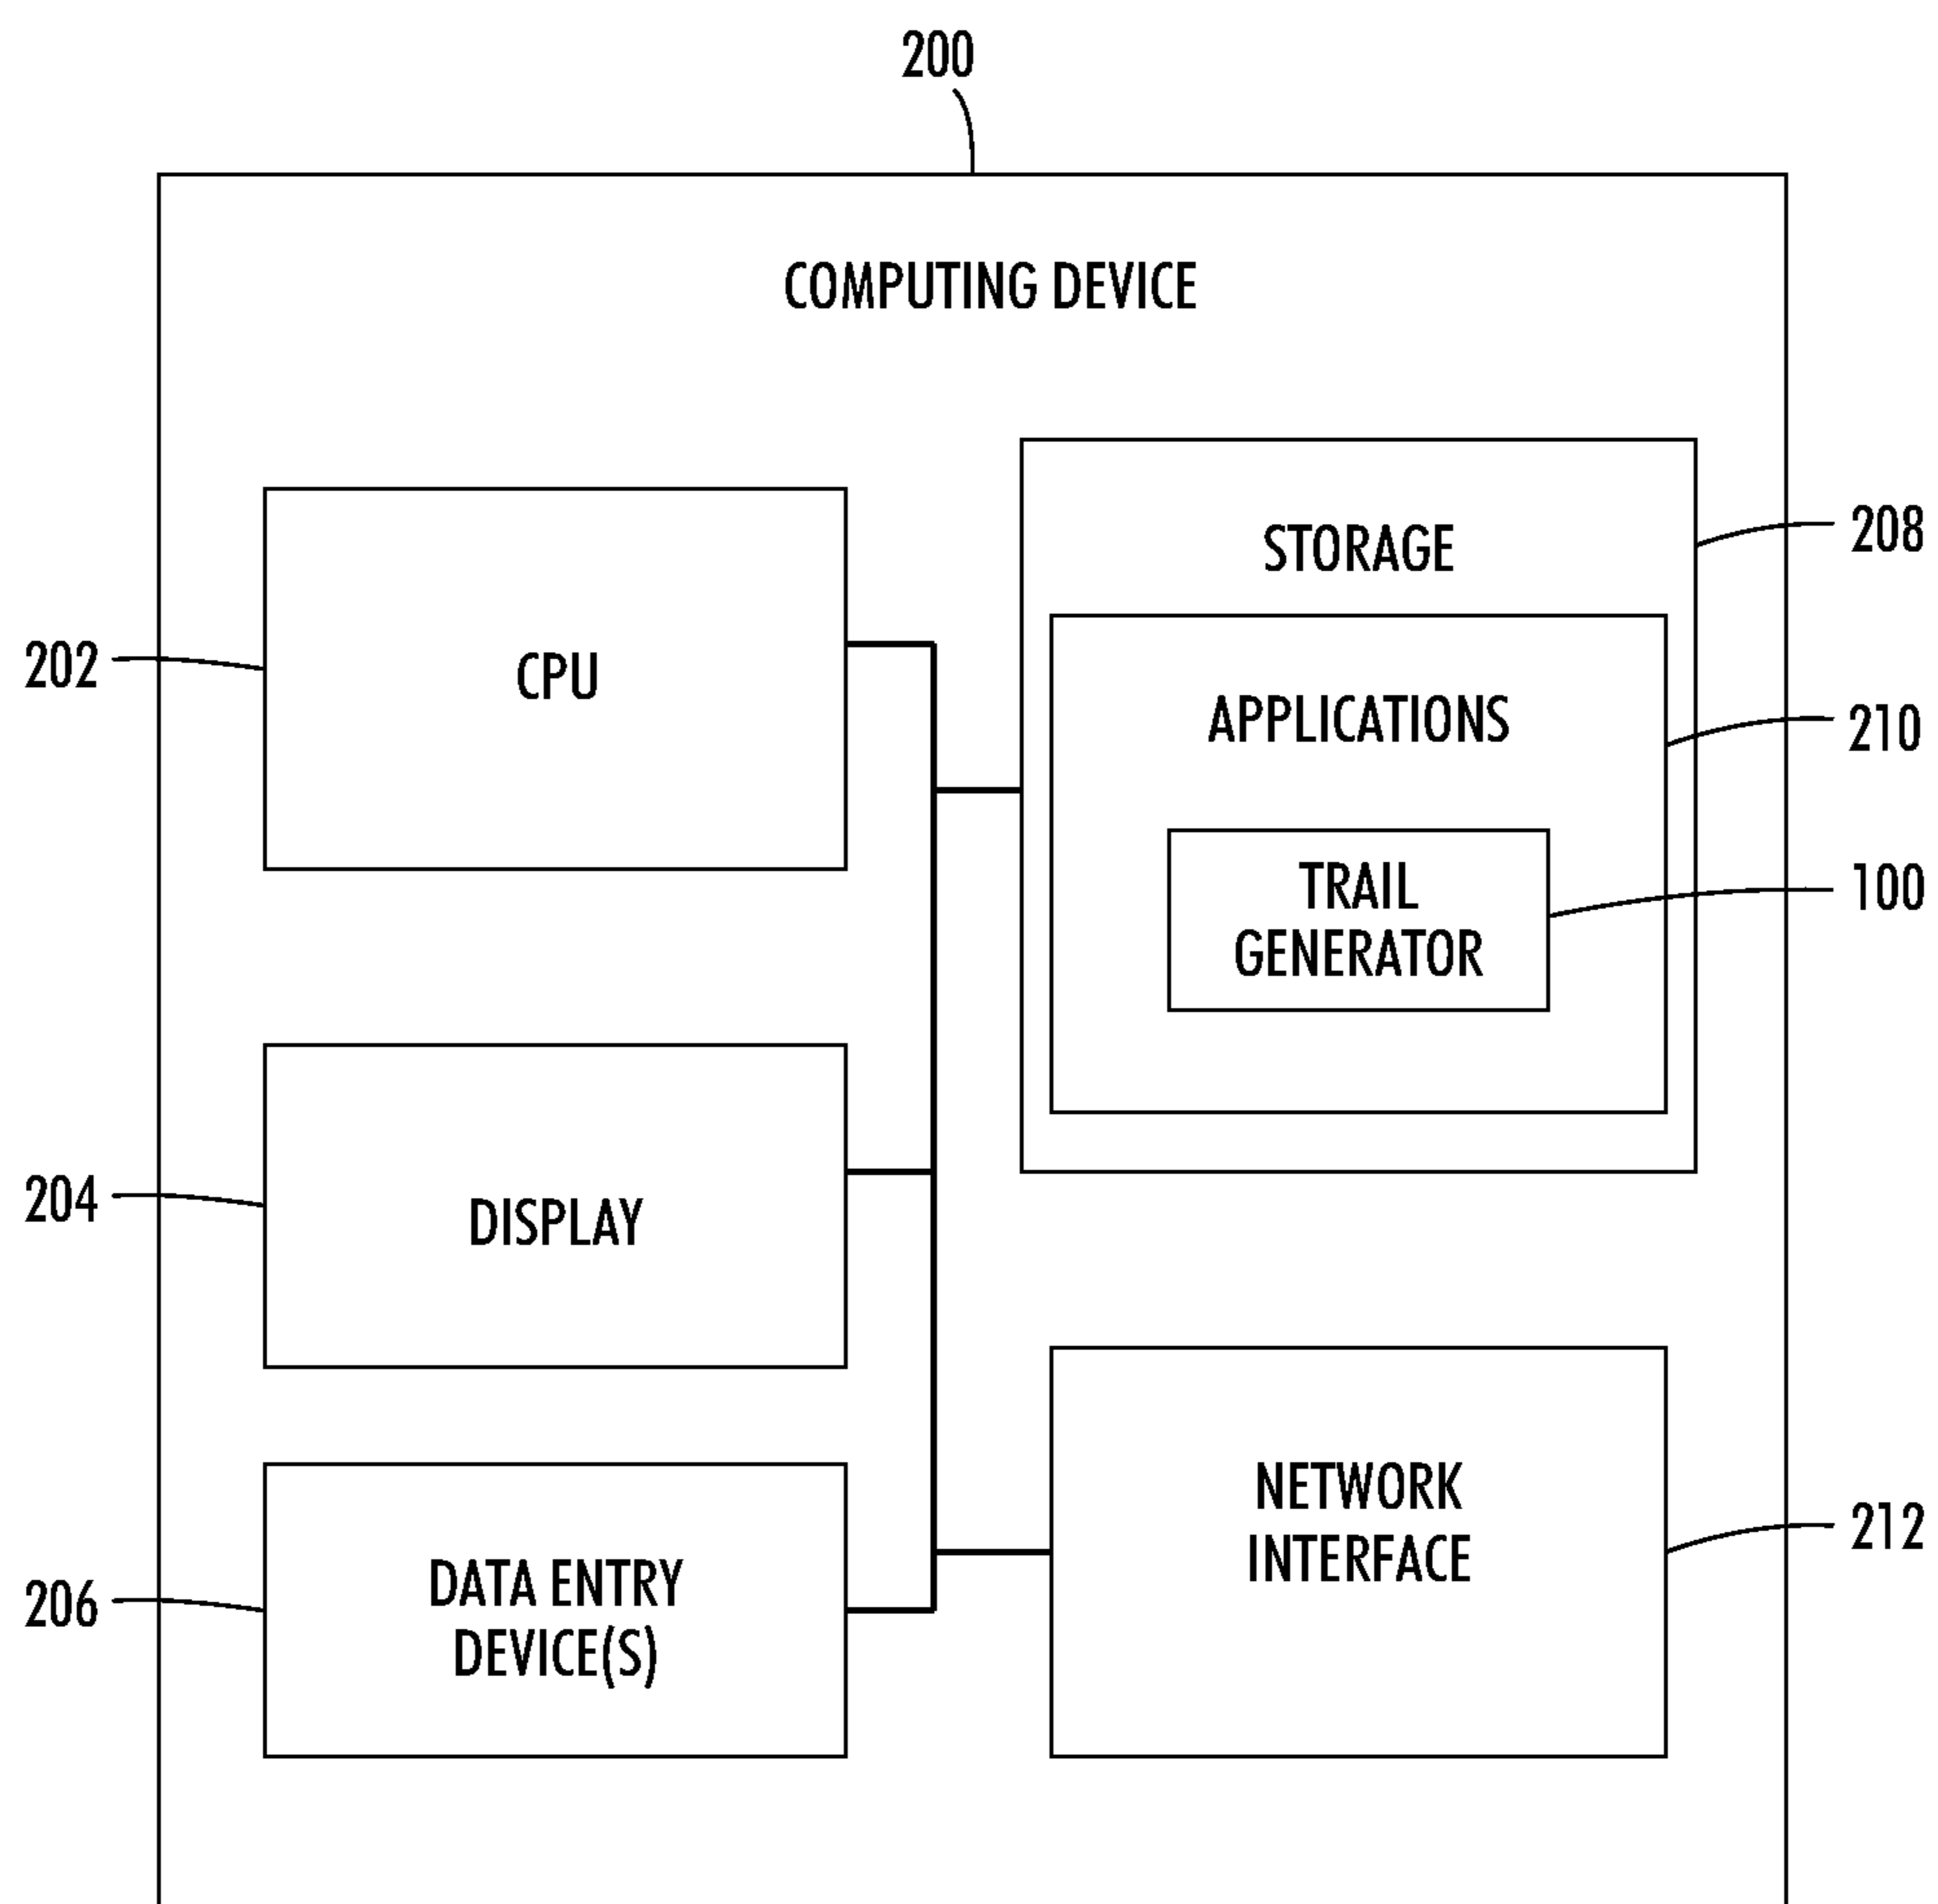 200
COMPUTING DEVICE
STORAGE
208
202
CPU
APPLICATIONS
210
TRAIL
GENERATOR
100
204
DISPLAY
NETWORK
INTERFACE
212
206
DATA ENTRY
DEVICE(S)